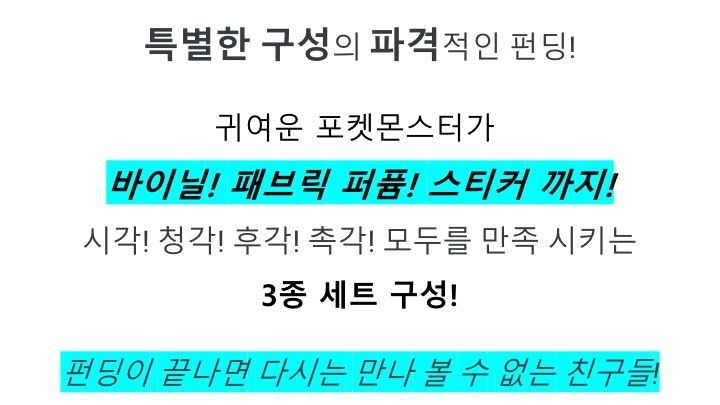 특별한 구성의 파격적인 펀딩!
귀여운 포켓몬스터가
바이닐! 패브릭 퍼퓸! 스티커 까지!
시각! 청각! 후각! 촉각! 모두를 만족 시키는
3종 세트 구성!
펀딩이 끝나면 다시는 만나 볼 수 없는 친구들!